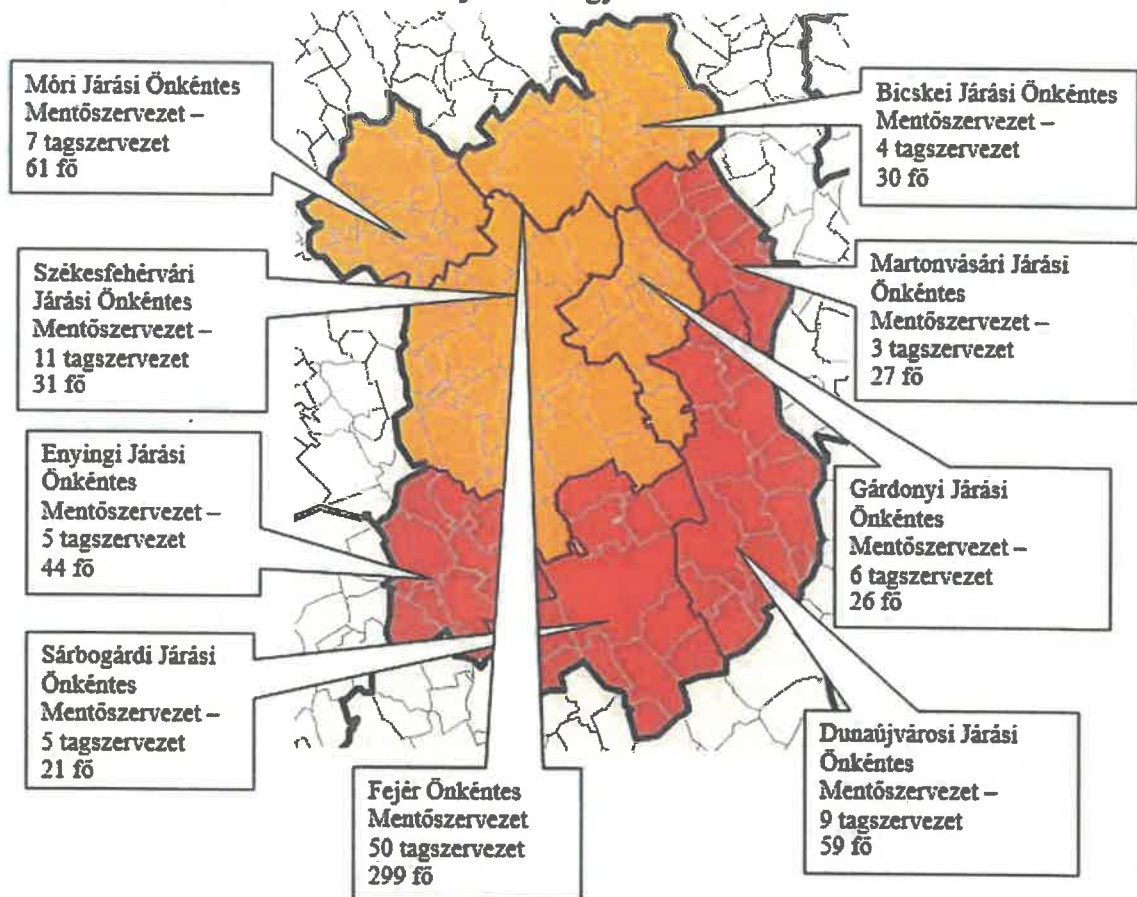 Móri Járási Önkéntes
Mentőszervezet –
7 tagszervezet
61 fő
Bicskei Járási Önkéntes
Mentőszervezet –
4 tagszervezet
30 fő
Székesfehérvári
Járási Önkéntes
Mentőszervezet –
11 tagszervezet
31 fő
Martonvásári Járási
Önkéntes
Mentőszervezet –
3 tagszervezet
27 fő
Enyingi Járási
Önkéntes
Mentőszervezet –
5 tagszervezet
44 fő
Gárdonyi Járási
Önkéntes
Mentőszervezet –
6 tagszervezet
26 fő
Sárbogárdi Járási
Önkéntes
Mentőszervezet –
5 tagszervezet
21 fő
Dunaújvárosi Járási
Önkéntes
Mentőszervezet –
9 tagszervezet
59 fő
Fejér Önkéntes
Mentőszervezet
50 tagszervezet
299 fő